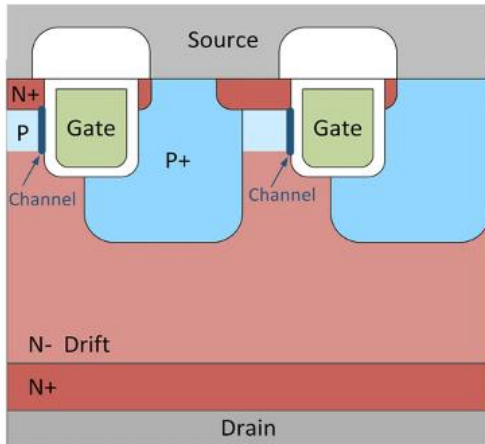 Source
N+
Gate
Gate
P
P+
Channel
Channel
N- Drift
N+
Drain